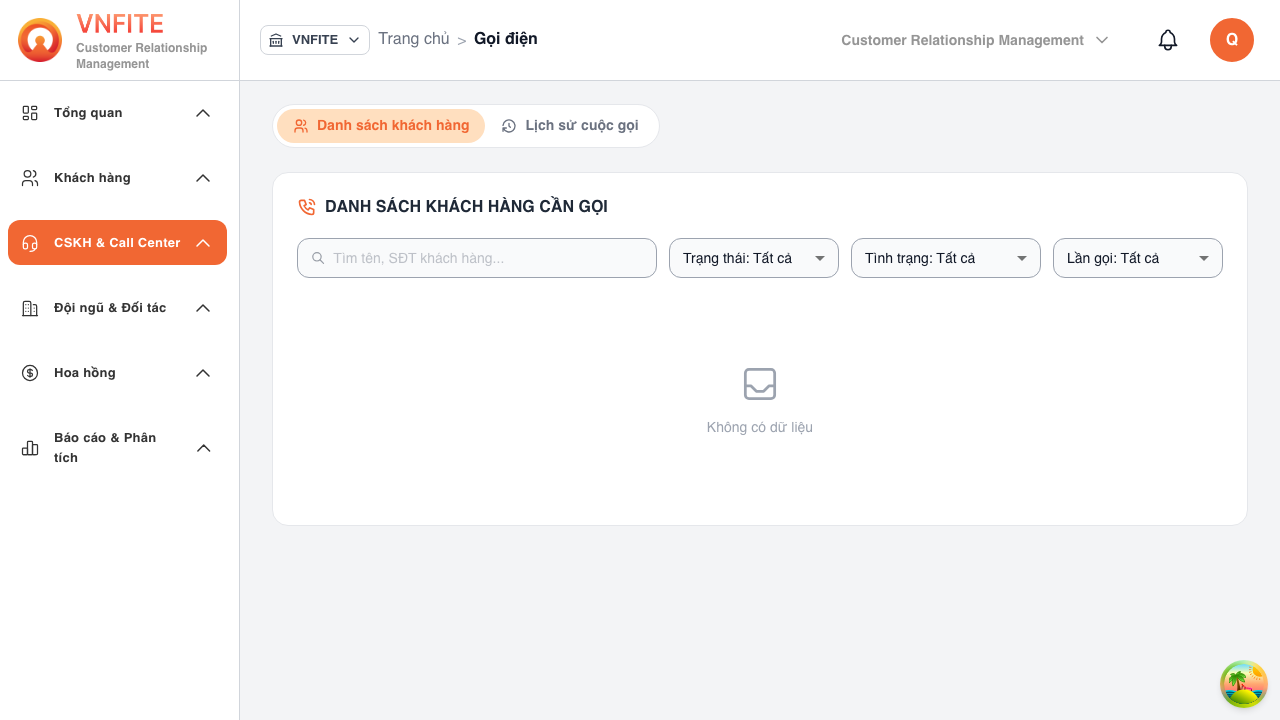 VNFITE
Customer Relationship
Management
VNFITE
Trang chủ > Gọi điện
Customer Relationship Management
Q
Tổng quan
Khách hàng
CSKH & Call Center
Đội ngũ & Đối tác
Hoa hồng
Báo cáo & Phân
tích
Danh sách khách hàng
Lịch sử cuộc gọi
DANH SÁCH KHÁCH HÀNG CẦN GỌI
Tìm tên, SĐT khách hàng...
Trạng thái: Tất cả
Tình trạng: Tất cả
Lần gọi: Tất cả
Không có dữ liệu